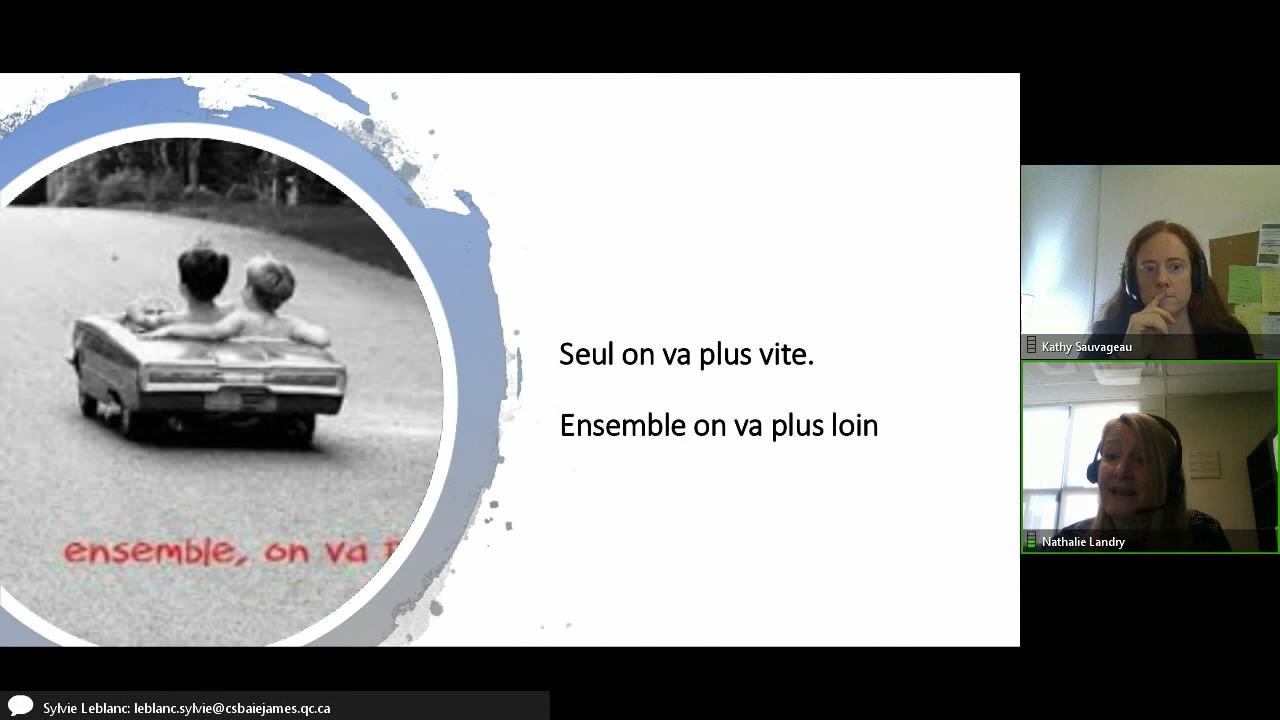 Seul on va plus vite.
Ensemble on va plus loin
ensemble, on va
Kathy Sauvageau
Nathalie Landry
Sylvie Leblanc: leblanc.sylvie@csbaiejames.qc.ca